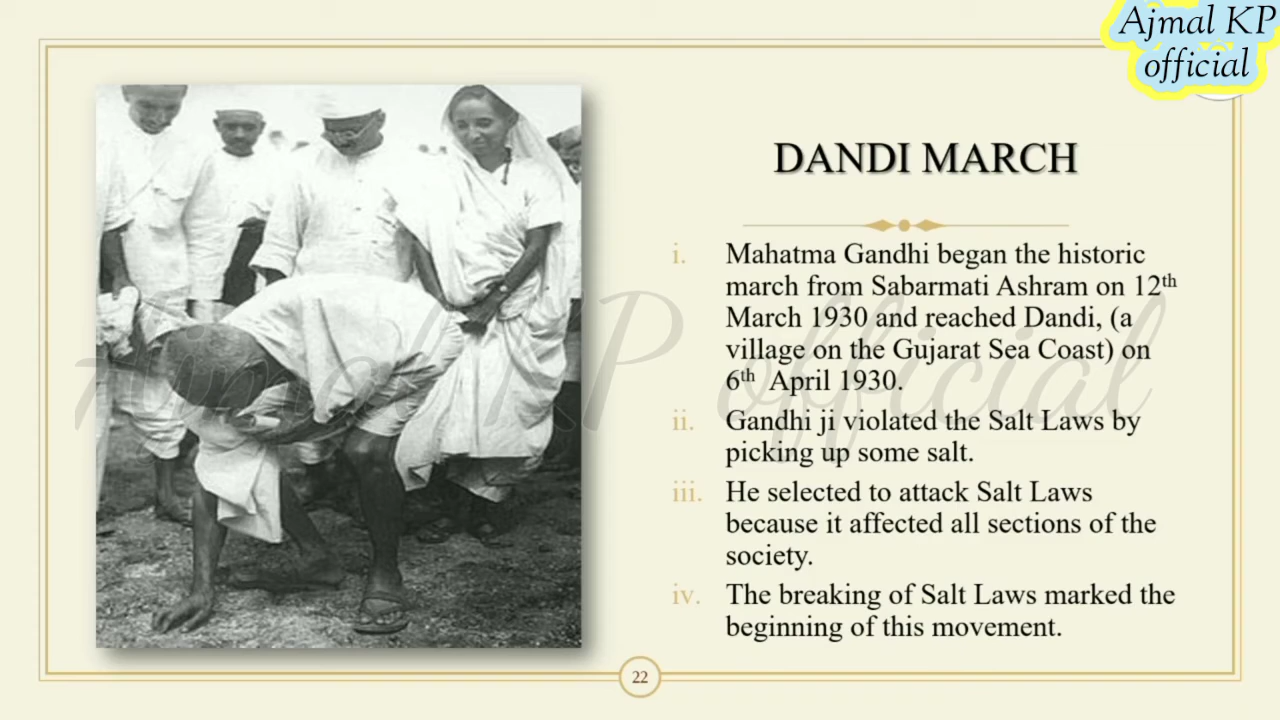 Ajmal KP
official
DANDI MARCH
i. Mahatma Gandhi began the historic
march from Sabarmati Ashram on 12th
March 1930 and reached Dandi, (a
village on the Gujarat Sea Coast) on
6th April 1930.
ii. Gandhi ji violated the Salt Laws by
picking up some salt.
iii. He selected to attack Salt Laws
because it affected all sections of the
society.
iv. The breaking of Salt Laws marked the
beginning of this movement.
Ajmal KP official
22